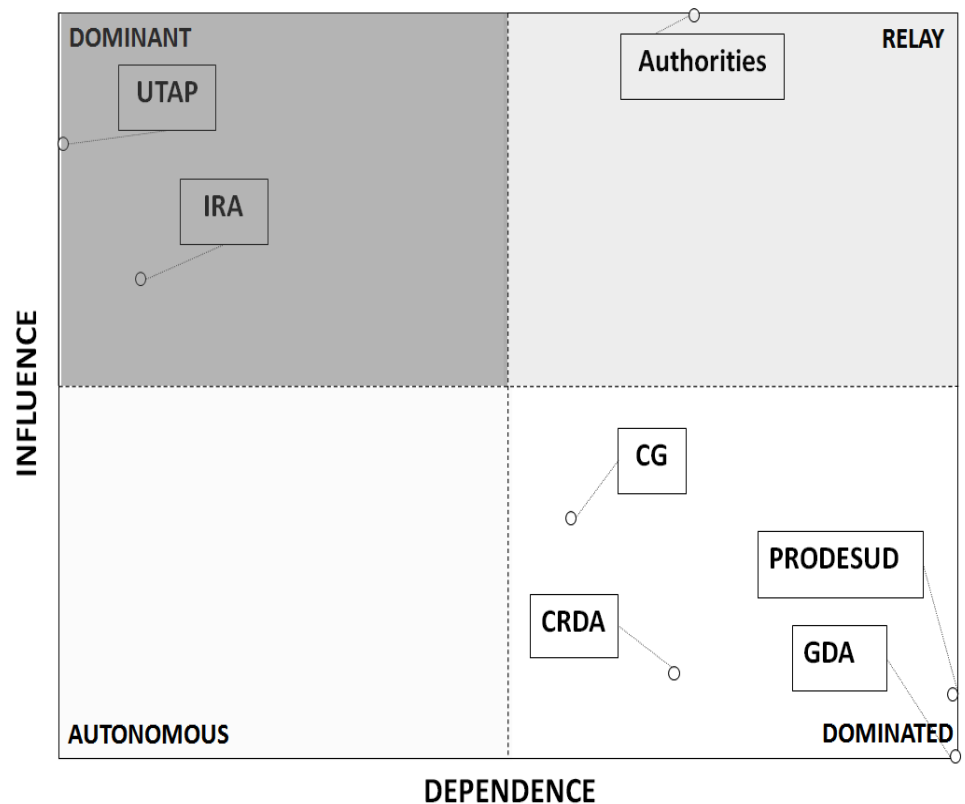 DOMINANT
RELAY
Authorities
UTAP
IRA
INFLUENCE
CG
PRODESUD
CRDA
GDA
AUTONOMOUS
DOMINATED
DEPENDENCE